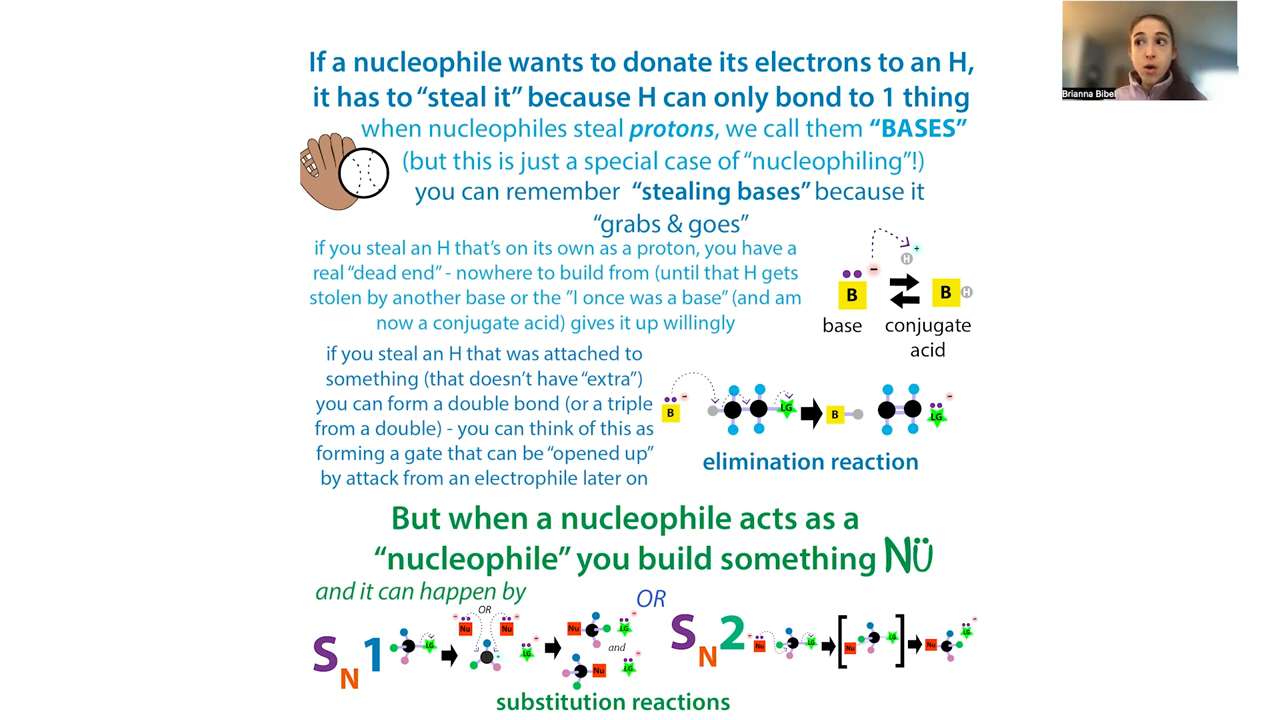 If a nucleophile wants to donate its electrons to an H,
it has to “steal it” because H can only bond to 1 thing
when nucleophiles steal protons, we call them “BASES”
(but this is just a special case of “nucleophiling”!)
you can remember “stealing bases” because it
“grabs & goes”
Brianna Bibel
if you steal an H that’s on its own as a proton, you have a
real “dead end” - nowhere to build from (until that H gets
stolen by another base or the ”I once was a base” (and am
now a conjugate acid) gives it up willingly
H +
B
B H
base
conjugate
acid
if you steal an H that was attached to
something (that doesn’t have “extra”)
you can form a double bond (or a triple
from a double) - you can think of this as
forming a gate that can be “opened up”
by attack from an electrophile later on
B LG B LG
elimination reaction
But when a nucleophile acts as a
“nucleophile” you build something NÜ
and it can happen by
OR
SN1
LG Nu OR Nu LG Nu LG and Nu LG
SN2
Nu LG Nu LG Nu LG
substitution reactions